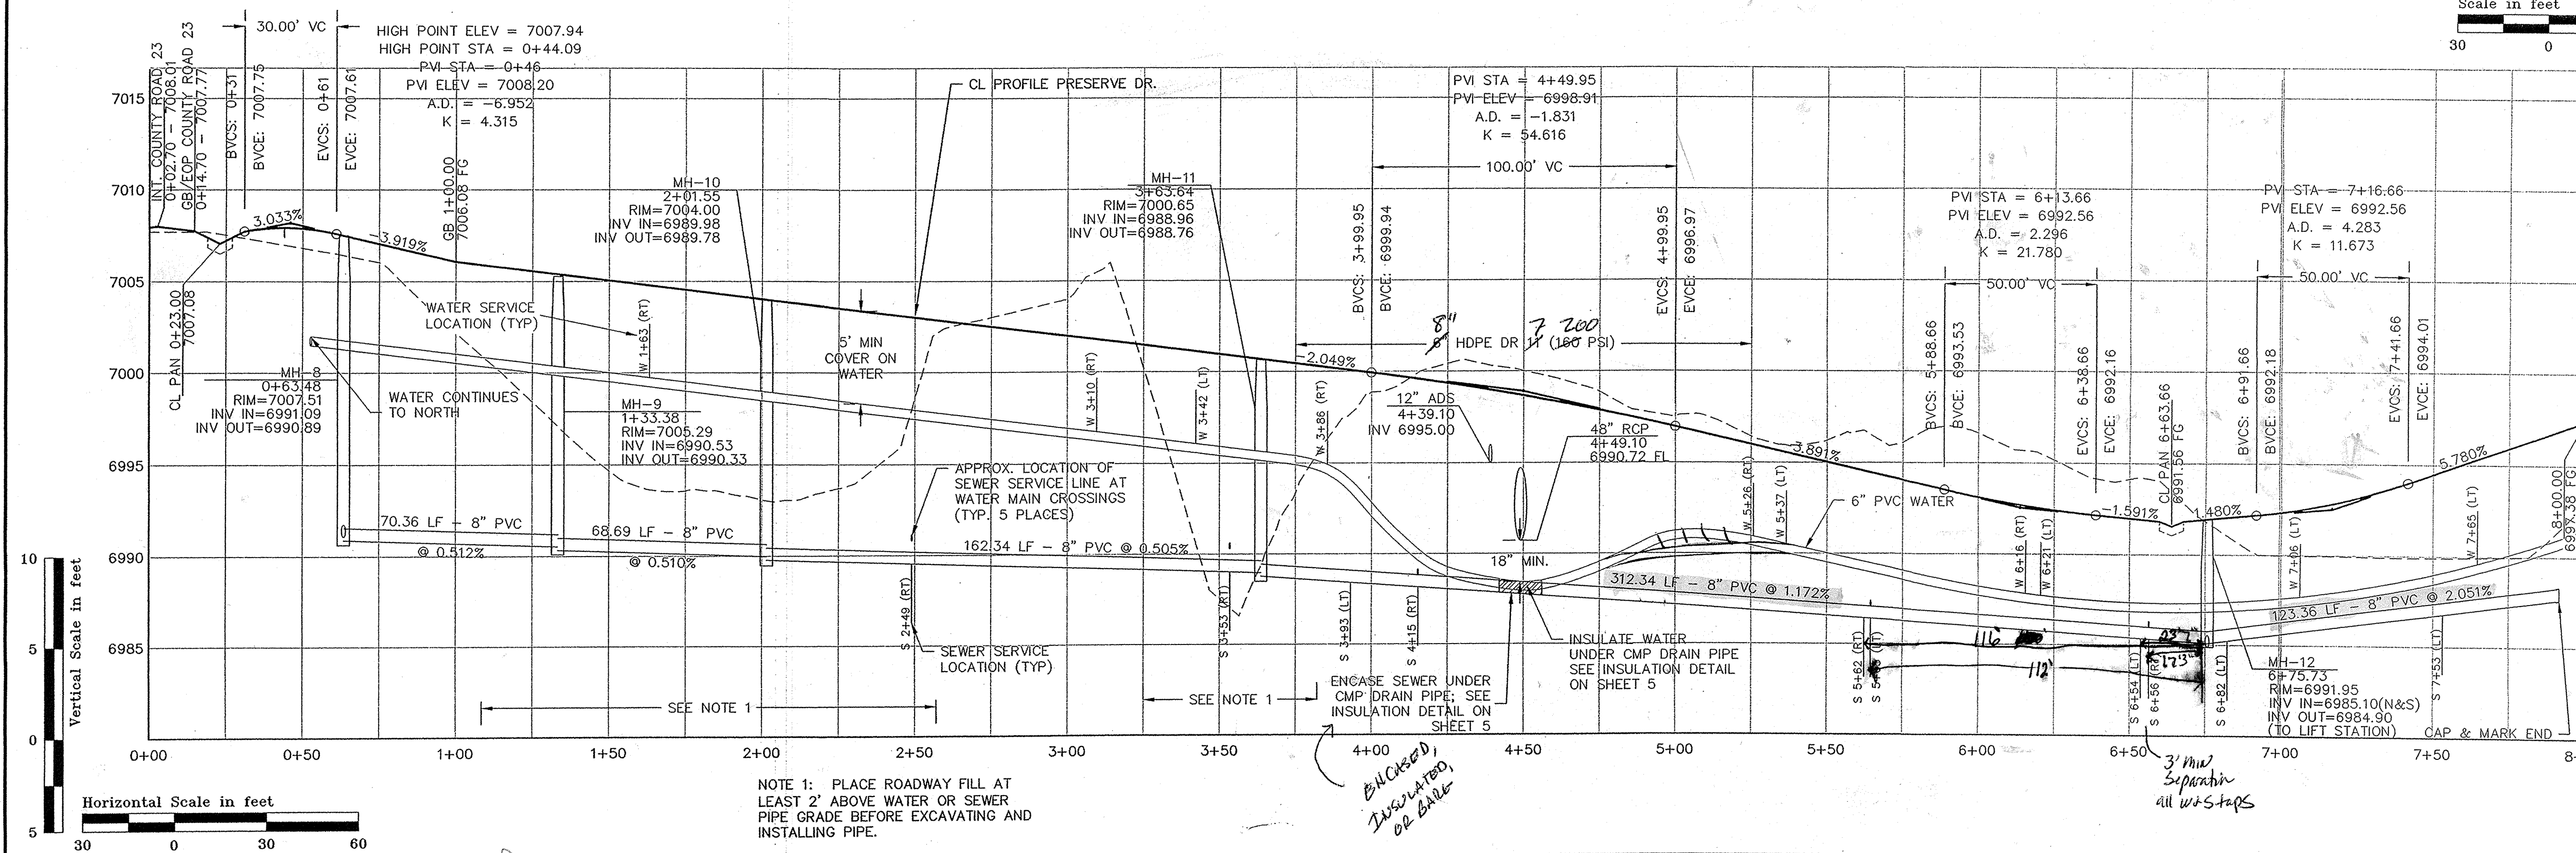 Scale in feet
30 0
30.00' VC
HIGH POINT ELEV = 7007.94
HIGH POINT STA = 0+44.09
PVI STA = 0+46
PVI ELEV = 7008.20
A.D. = -6.952
K = 4.315
INT. COUNTY ROAD 23
0+02.70 - 7008.01
GB/EOP COUNTY ROAD 23
0+14.70 - 7007.77
BVCS: 0+31
BVCE: 7007.75
EVCS: 0+61
EVCE: 7007.61
CL PROFILE PRESERVE DR.
PVI STA = 4+49.95
PVI ELEV = 6998.91
A.D. = -1.831
K = 54.616
100.00' VC
PVI STA = 6+13.66
PVI ELEV = 6992.56
A.D. = 2.296
K = 21.780
50.00' VC
PVI STA = 7+16.66
PVI ELEV = 6992.56
A.D. = 4.283
K = 11.673
50.00' VC
7015
7010
7005
7000
6995
6990
6985
3.033%
-3.919%
GB 1+00.00
7006.08 FG
MH-10
2+01.55
RIM=7004.00
INV IN=6989.98
INV OUT=6989.78
MH-11
3+63.64
RIM=7000.65
INV IN=6988.96
INV OUT=6988.76
BVCS: 3+99.95
BVCE: 6999.94
EVCS: 4+99.95
EVCE: 6996.97
BVCS: 5+88.66
BVCE: 6993.53
EVCS: 6+38.66
EVCE: 6992.16
CL PAN 6+63.66
6991.56 FG
BVCS: 6+91.66
BVCE: 6992.18
EVCS: 7+41.66
EVCE: 6994.01
8+00.00
6997.38 FG
CL PAN 0+23.00
7007.08
WATER SERVICE
LOCATION (TYP)
W 1+63 (RT)
5' MIN
COVER ON
WATER
8" 7 200
6" HDPE DR 11 (160 PSI)
-2.049%
-3.891%
-1.591%
1.480%
5.780%
MH-8
0+63.48
RIM=7007.51
INV IN=6991.09
INV OUT=6990.89
WATER CONTINUES
TO NORTH
MH-9
1+33.38
RIM=7005.29
INV IN=6990.53
INV OUT=6990.33
W 3+10 (RT)
W 3+42 (LT)
W 3+86 (RT)
12" ADS
4+39.10
INV 6995.00
48" RCP
4+49.10
6990.72 FL
W 5+26 (RT)
W 5+37 (LT)
6" PVC WATER
W 6+16 (RT)
W 6+21 (LT)
W 7+06 (LT)
W 7+65 (LT)
APPROX. LOCATION OF
SEWER SERVICE LINE AT
WATER MAIN CROSSINGS
(TYP. 5 PLACES)
70.36 LF - 8" PVC
@ 0.512%
68.69 LF - 8" PVC
@ 0.510%
162.34 LF - 8" PVC @ 0.505%
18" MIN.
312.34 LF - 8" PVC @ 1.172%
123.36 LF - 8" PVC @ 2.051%
S 2+49 (RT)
SEWER SERVICE
LOCATION (TYP)
S 3+53 (RT)
S 3+93 (LT)
S 4+15 (RT)
INSULATE WATER
UNDER CMP DRAIN PIPE
SEE INSULATION DETAIL
ON SHEET 5
ENCASE SEWER UNDER
CMP DRAIN PIPE; SEE
INSULATION DETAIL ON
SHEET 5
S 5+62 (RT)
116'
112'
23'2"
S 6+54 (LT)
S 6+56 (RT)
S 6+82 (LT)
S 7+53 (LT)
MH-12
6+75.73
RIM=6991.95
INV IN=6985.10(N&S)
INV OUT=6984.90
(TO LIFT STATION)
CAP & MARK END
SEE NOTE 1
SEE NOTE 1
10
5
0
5
Vertical Scale in feet
0+00 0+50 1+00 1+50 2+00 2+50 3+00 3+50 4+00 4+50 5+00 5+50 6+00 6+50 7+00 7+50
ENCASED,
INSULATED,
OR BARE
3' min
Separatin
all w+s taps
NOTE 1: PLACE ROADWAY FILL AT
LEAST 2' ABOVE WATER OR SEWER
PIPE GRADE BEFORE EXCAVATING AND
INSTALLING PIPE.
Horizontal Scale in feet
30 0 30 60